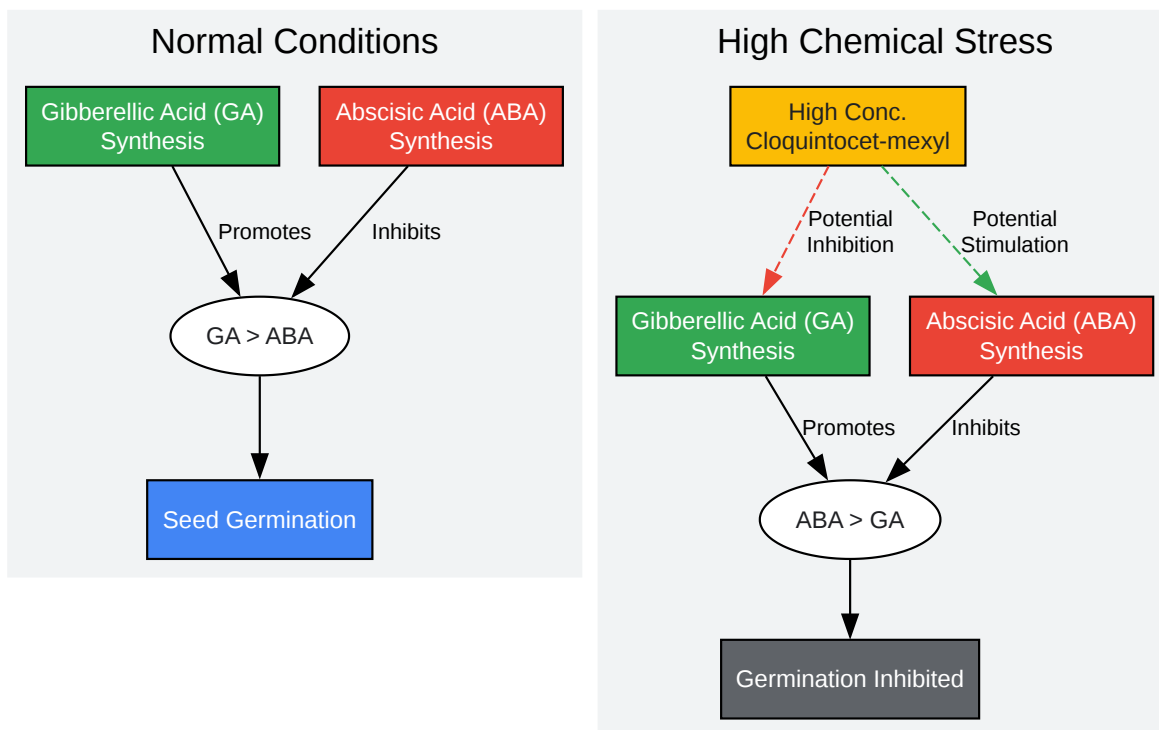 Normal Conditions
Gibberellic Acid (GA)
Synthesis
Abscisic Acid (ABA)
Synthesis
Promotes
Inhibits
GA > ABA
Seed Germination
High Chemical Stress
High Conc.
Cloquintocet-mexyl
Potential
Inhibition
Potential
Stimulation
Gibberellic Acid (GA)
Synthesis
Abscisic Acid (ABA)
Synthesis
Promotes
Inhibits
ABA > GA
Germination Inhibited